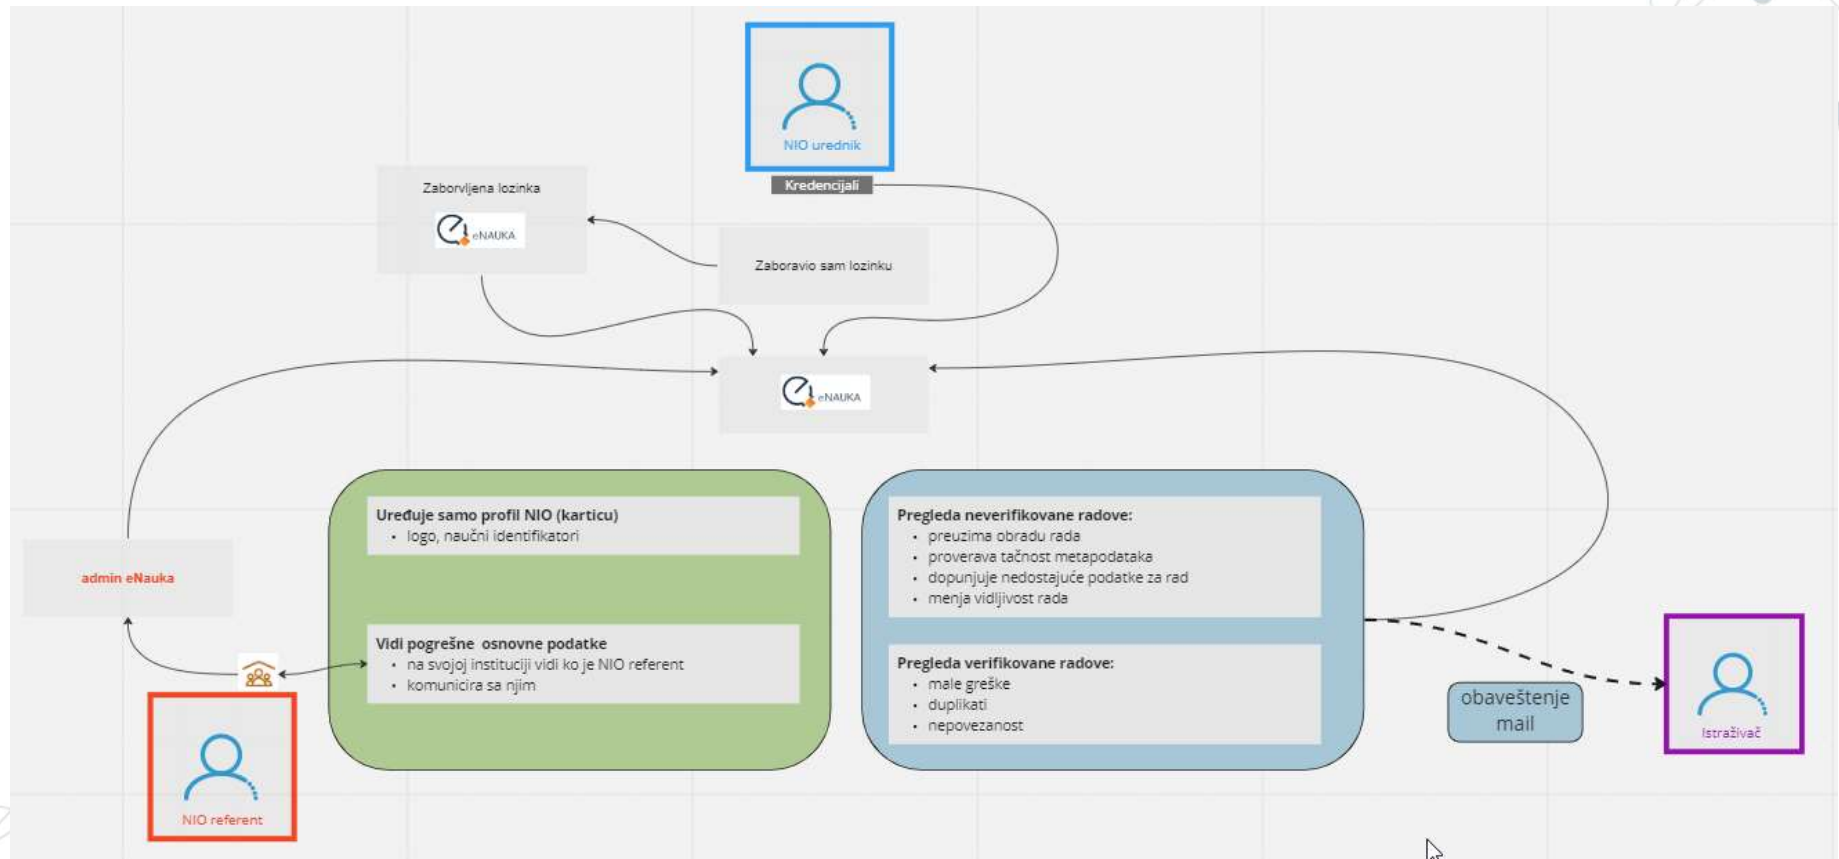 NIO urednik
Kredencijali
Zaborvljena lozinka
eNAUKA
Zaboravio sam lozinku
eNAUKA
admin eNauka
NIO referent
Uređuje samo profil NIO (karticu)
• logo, naučni identifikatori
Vidi pogrešne osnovne podatke
• na svojoj instituciji vidi ko je NIO referent
• komunicira sa njim
Pregleda neverifikovane radove:
• preuzima obradu rada
• proverava tačnost metapodataka
• dopunjuje nedostajuće podatke za rad
• menja vidljivost rada
Pregleda verifikovane radove:
• male greške
• duplikati
• nepovezanost
obaveštenje
mail
Istraživač